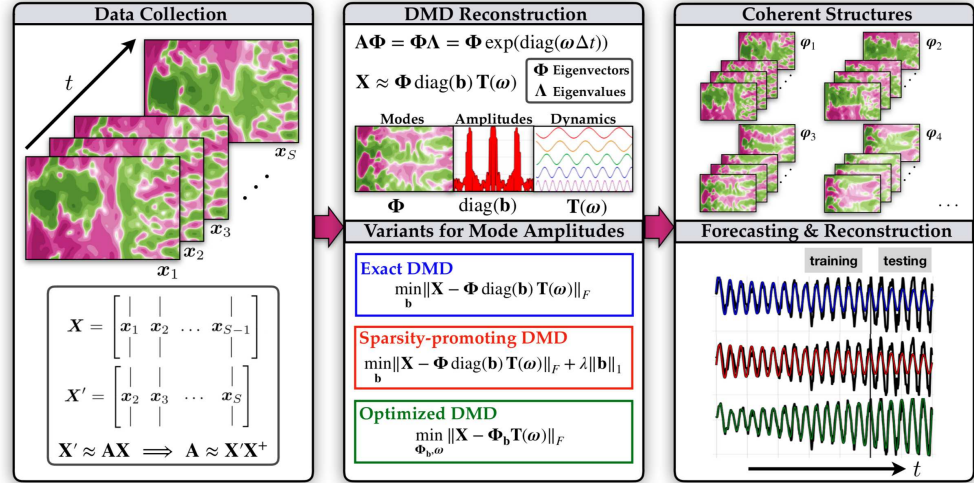 Data Collection
t
x_S
x_3
x_2
x_1
X = [x_1 x_2 … x_{S−1}]
X′ = [x_2 x_3 … x_S]
X′ ≈ AX ⟹ A ≈ X′X⁺
DMD Reconstruction
AΦ = ΦΛ = Φ exp(diag(ωΔt))
X ≈ Φ diag(b) T(ω)
Φ Eigenvectors
Λ Eigenvalues
Modes Amplitudes Dynamics
Φ diag(b) T(ω)
Variants for Mode Amplitudes
Exact DMD
min_b ‖X − Φ diag(b) T(ω)‖_F
Sparsity-promoting DMD
min_b ‖X − Φ diag(b) T(ω)‖_F + λ‖b‖_1
Optimized DMD
min_{Φ_b,ω} ‖X − Φ_b T(ω)‖_F
Coherent Structures
φ_1 φ_2
φ_3 φ_4
. . .
Forecasting & Reconstruction
training testing
t